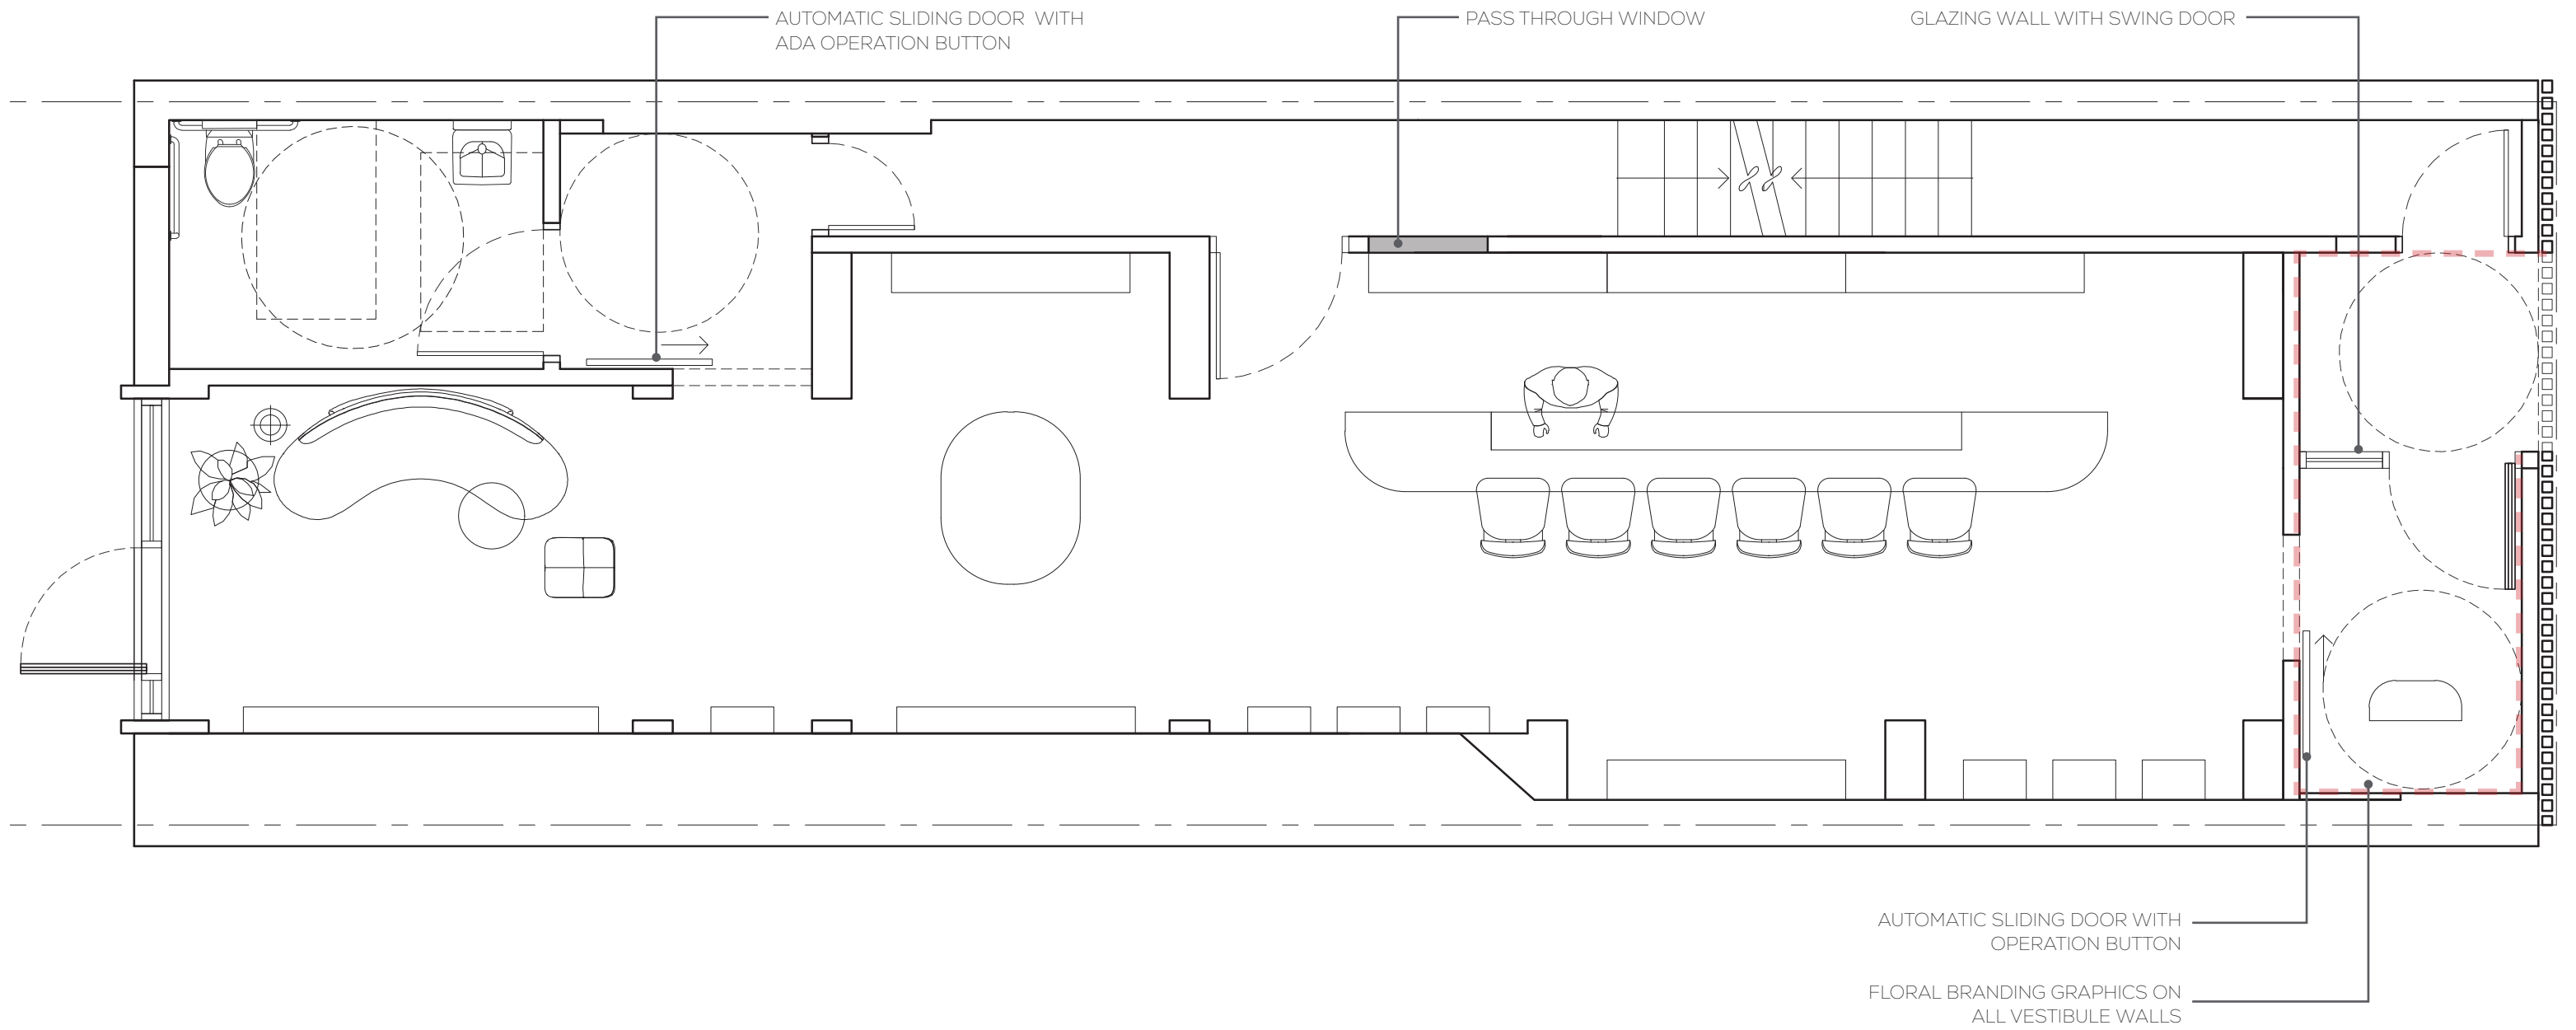 AUTOMATIC SLIDING DOOR WITH
ADA OPERATION BUTTON
PASS THROUGH WINDOW
GLAZING WALL WITH SWING DOOR
AUTOMATIC SLIDING DOOR WITH
OPERATION BUTTON
FLORAL BRANDING GRAPHICS ON
ALL VESTIBULE WALLS